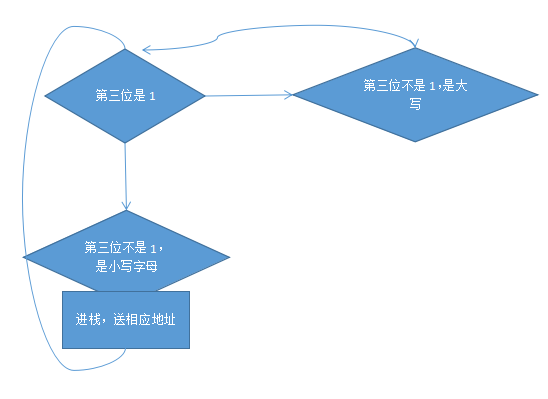 第三位是 1
第三位不是 1,是大
写
第三位不是 1，
是小写字母
进栈，送相应地址